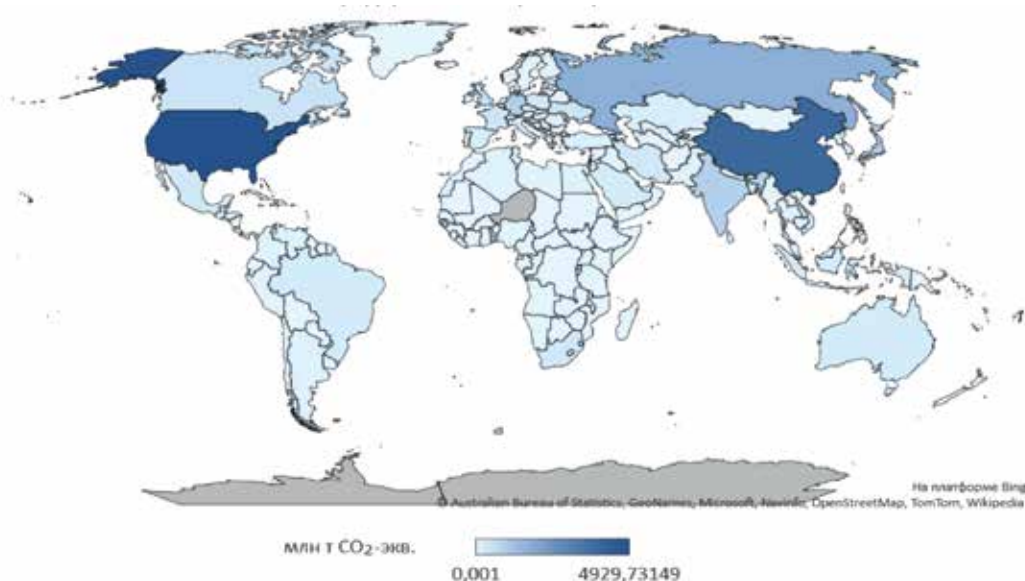 На платформе Bing
© Australian Bureau of Statistics, GeoNames, Microsoft, Navinfo, OpenStreetMap, TomTom, Wikipedia
млн т CO₂-экв.
0,001 4929,73149